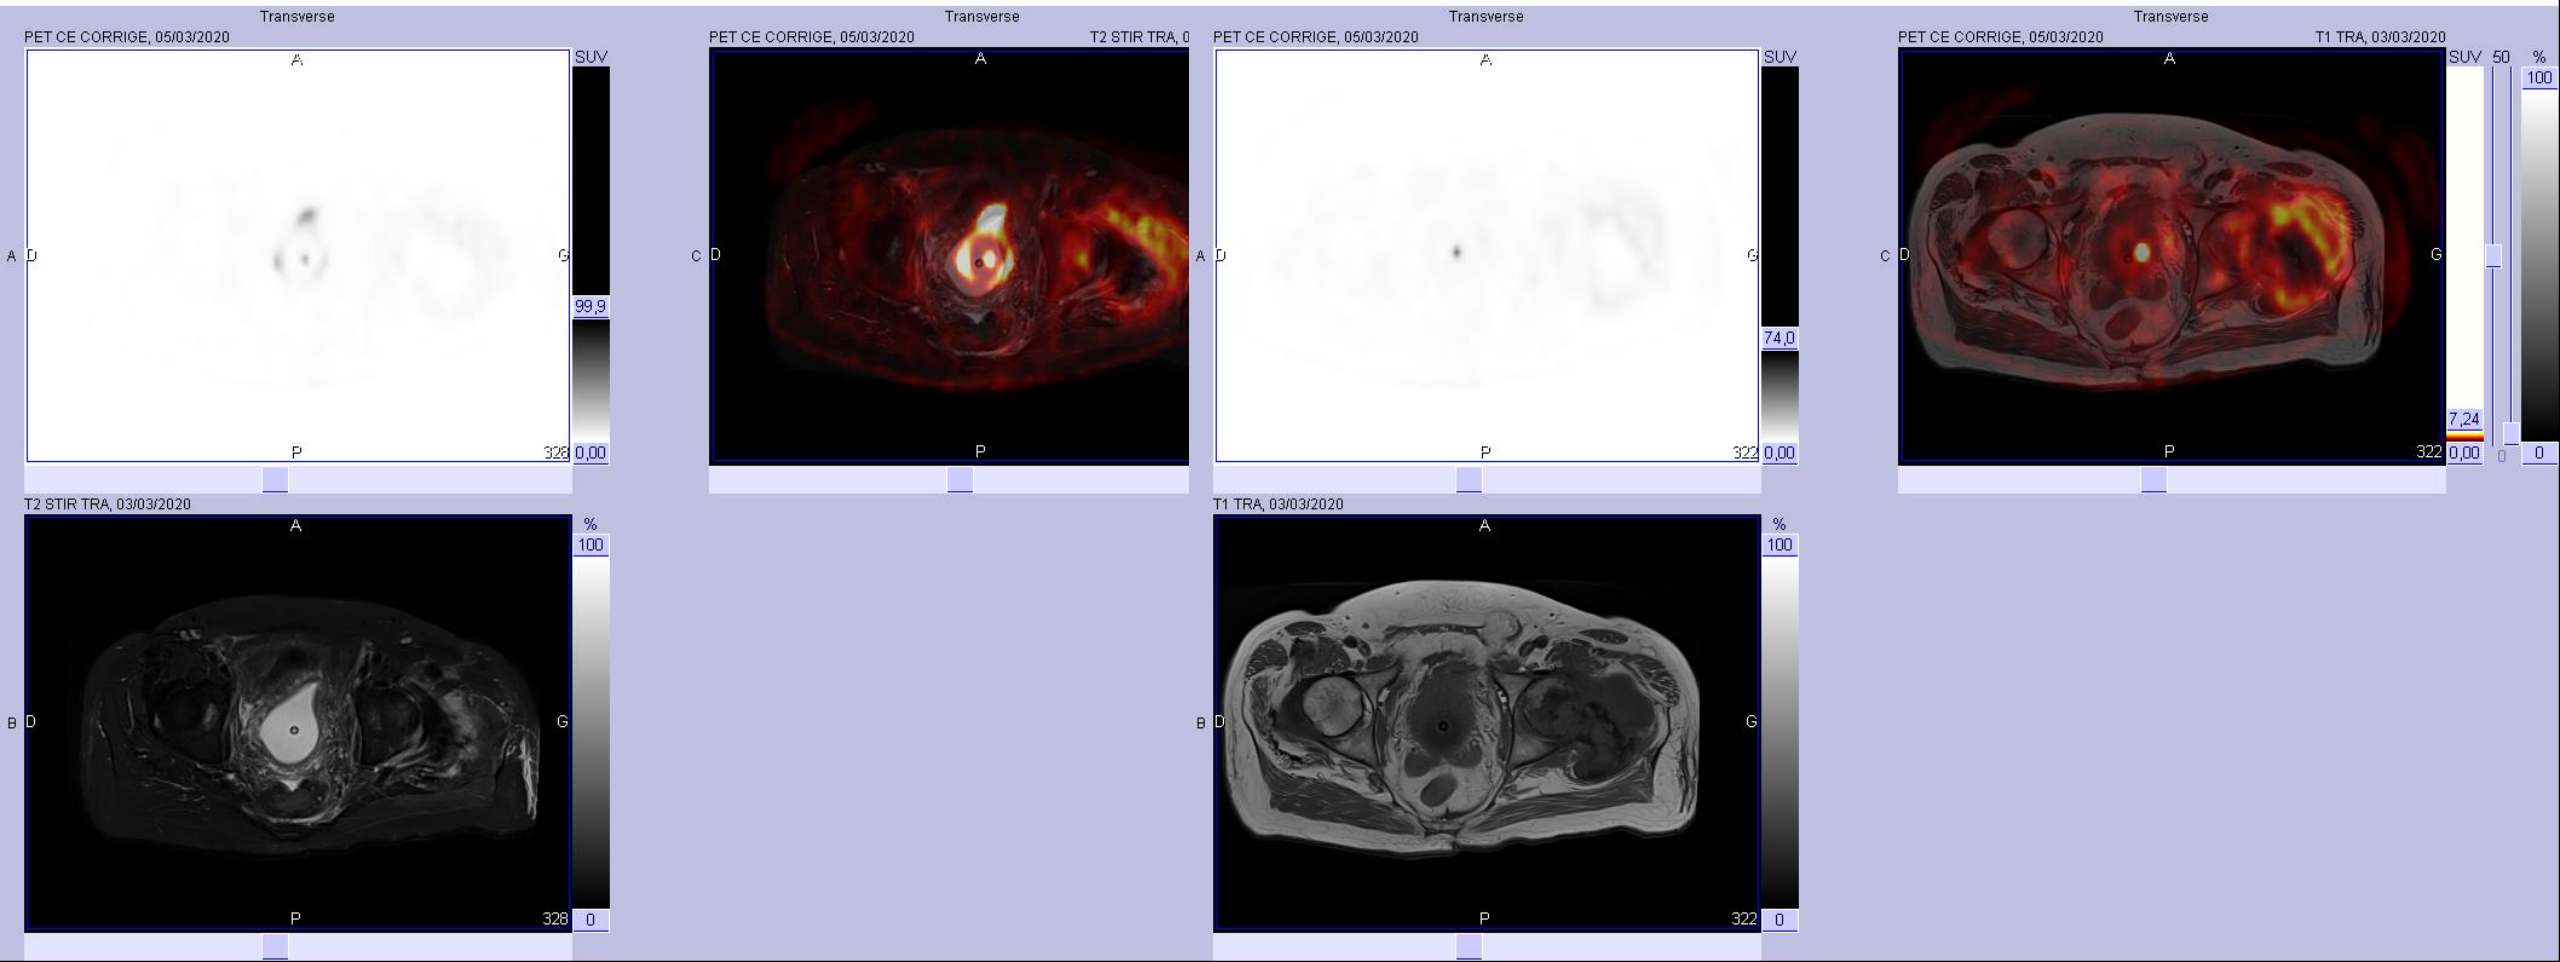 Transverse
Transverse
Transverse
Transverse
PET CE CORRIGE, 05/03/2020
PET CE CORRIGE, 05/03/2020
T2 STIR TRA, 0
PET CE CORRIGE, 05/03/2020
PET CE CORRIGE, 05/03/2020
T1 TRA, 03/03/2020
A
SUV
A
A
SUV
A
SUV
50
%
100
A
D
G
C
D
A
D
G
C
D
G
99,9
74,0
7,24
P
328
0,00
P
P
322
0,00
P
322
0,00
0
0
T2 STIR TRA, 03/03/2020
T1 TRA, 03/03/2020
A
%
A
%
100
100
B
D
G
B
D
G
P
328
0
P
322
0